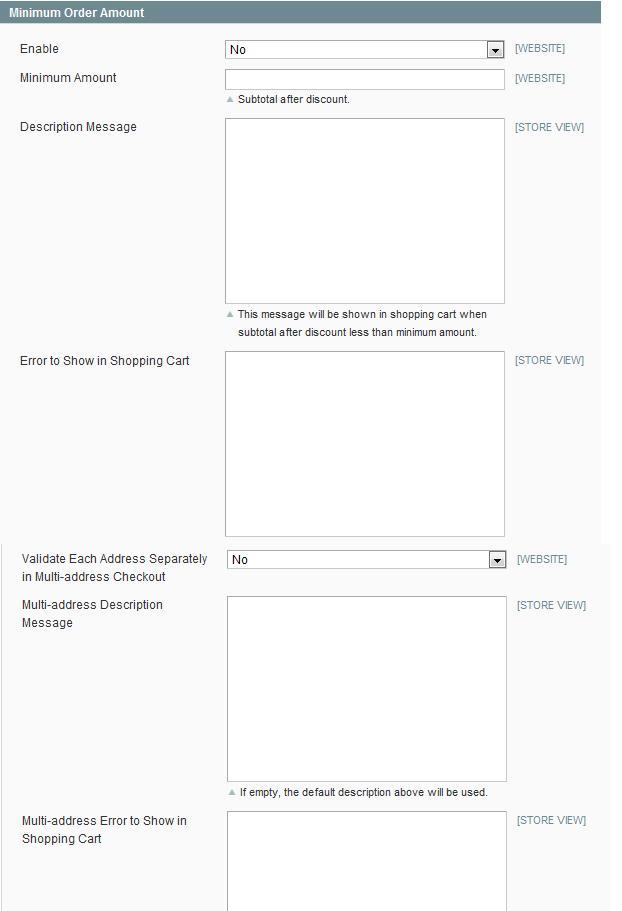 Minimum Order Amount
Enable
No
[WEBSITE]
Minimum Amount
[WEBSITE]
Subtotal after discount.
Description Message
[STORE VIEW]
This message will be shown in shopping cart when
subtotal after discount less than minimum amount.
Error to Show in Shopping Cart
[STORE VIEW]
Validate Each Address Separately
in Multi-address Checkout
No
[WEBSITE]
Multi-address Description
Message
[STORE VIEW]
If empty, the default description above will be used.
Multi-address Error to Show in
Shopping Cart
[STORE VIEW]